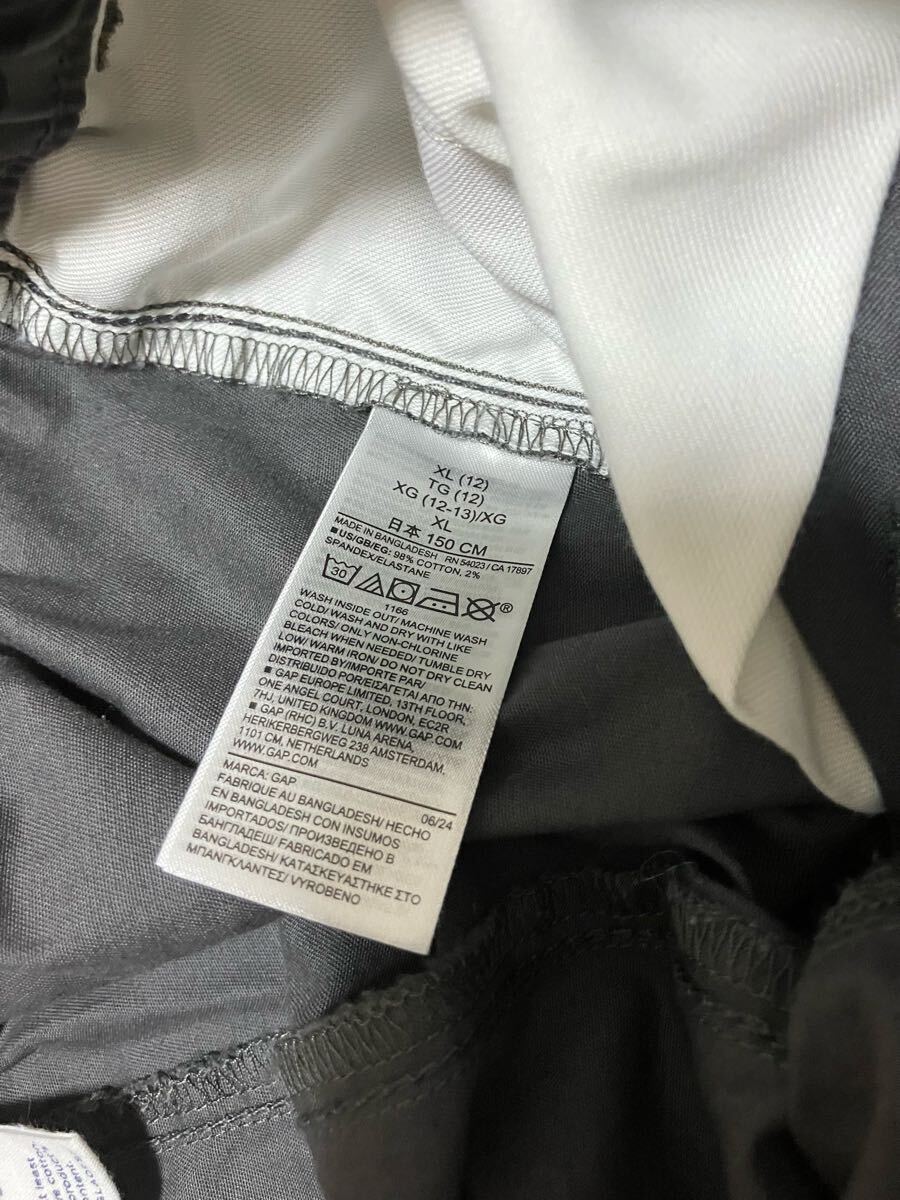 XL (12)
TG (12)
XG (12-13)/XG
XL
日本 150 CM
MADE IN BANGLADESH RN 54023 / CA 17897
■ US/GB/EG: 98% COTTON, 2%
SPANDEX/ELASTANE
30
®
1166
WASH INSIDE OUT/ MACHINE WASH
COLD/ WASH AND DRY WITH LIKE
COLORS/ ONLY NON-CHLORINE
BLEACH WHEN NEEDED/ TUMBLE DRY
LOW/ WARM IRON/ DO NOT DRY CLEAN
IMPORTED BY/IMPORTE PAR/
DISTRIBUIDO POR/ΕΙΣΑΓΕΤΑΙ ΑΠΟ ΤΗΝ:
■ GAP EUROPE LIMITED, 13TH FLOOR,
ONE ANGEL COURT, LONDON, EC2R
7HJ, UNITED KINGDOM WWW.GAP.COM
■ GAP (RHC) B.V. LUNA ARENA,
HERIKERBERGWEG 238 AMSTERDAM,
1101 CM, NETHERLANDS
WWW.GAP.COM
MARCA: GAP
06/24
FABRIQUE AU BANGLADESH/ HECHO
EN BANGLADESH CON INSUMOS
IMPORTADOS/ ПРОИЗВЕДЕНО В
БАНГЛАДЕШ/ FABRICADO EM
BANGLADESH/ ΚΑΤΑΣΚΕΥΑΣΤΗΚΕ ΣΤΟ
ΜΠΑΝΓΚΛΑΝΤΕΣ/ VYROBENO
least
cotton
product